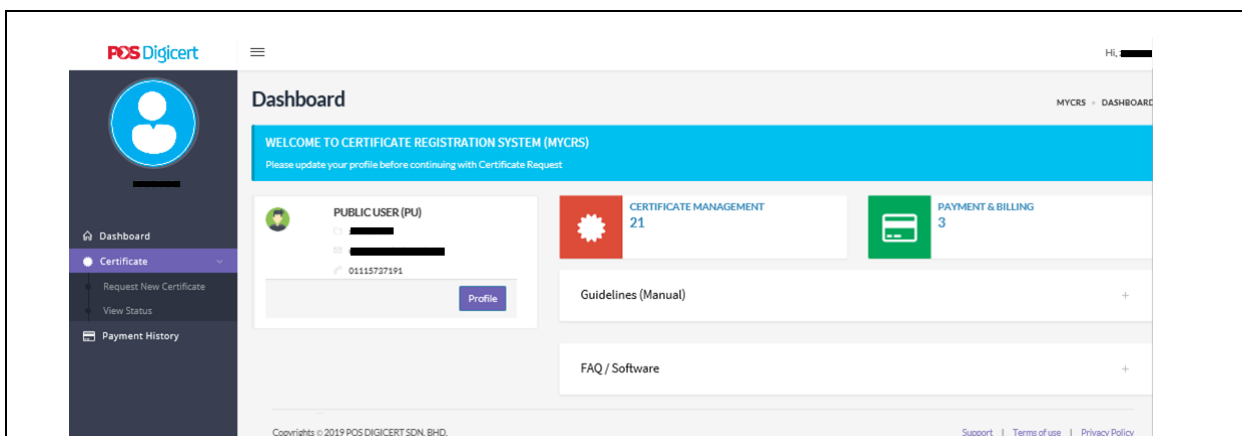 POS Digicert
Hi,
Dashboard
MYCRS DASHBOARD
WELCOME TO CERTIFICATE REGISTRATION SYSTEM (MYCRS)
Please update your profile before continuing with Certificate Request
PUBLIC USER (PU)
01115737191
Profile
CERTIFICATE MANAGEMENT
21
PAYMENT & BILLING
3
Dashboard
Certificate
Request New Certificate
View Status
Payment History
Guidelines (Manual) +
FAQ / Software +
Copyrights © 2019 POS DIGICERT SDN. BHD.
Support | Terms of use | Privacy Policy